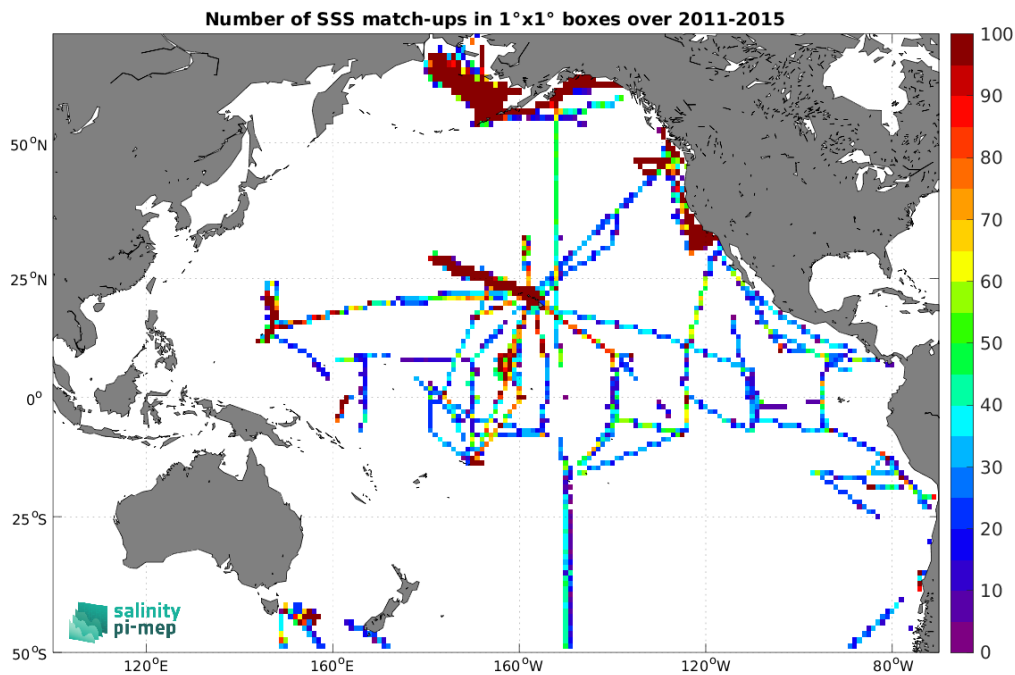 Number of SSS match-ups in 1°x1° boxes over 2011-2015
50°N
25°N
0°
25°S
50°S
120°E
160°E
160°W
120°W
80°W
100
90
80
70
60
50
40
30
20
10
0
salinity
pi-mep